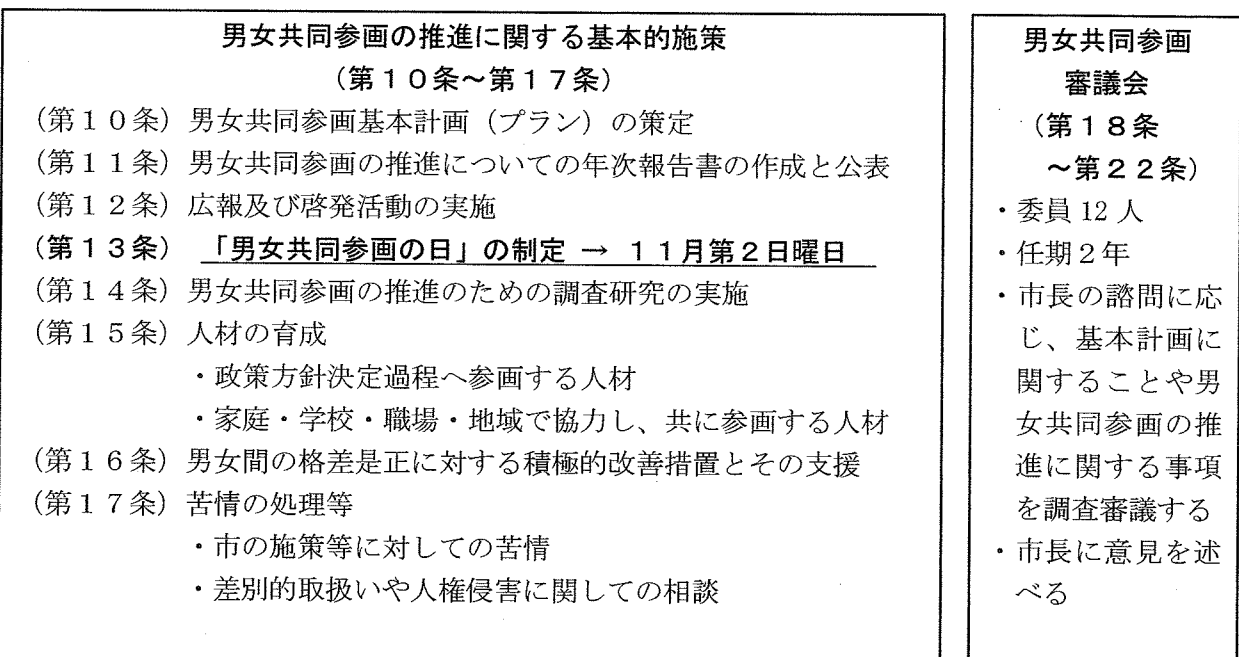 男女共同参画の推進に関する基本的施策
（第１０条～第１７条）
（第１０条）男女共同参画基本計画（プラン）の策定
（第１１条）男女共同参画の推進についての年次報告書の作成と公表
（第１２条）広報及び啓発活動の実施
（第１３条）「男女共同参画の日」の制定 → １１月第２日曜日
（第１４条）男女共同参画の推進のための調査研究の実施
（第１５条）人材の育成
・政策方針決定過程へ参画する人材
・家庭・学校・職場・地域で協力し、共に参画する人材
（第１６条）男女間の格差是正に対する積極的改善措置とその支援
（第１７条）苦情の処理等
・市の施策等に対しての苦情
・差別的取扱いや人権侵害に関しての相談
男女共同参画
審議会
（第１８条
～第２２条）
・委員 12 人
・任期２年
・市長の諮問に応
じ、基本計画に
関することや男
女共同参画の推
進に関する事項
を調査審議する
・市長に意見を述
べる